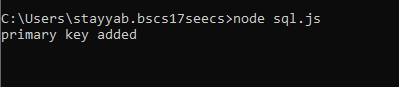 C:\Users\stayyab.bscs17seecs>node sql.js
primary key added